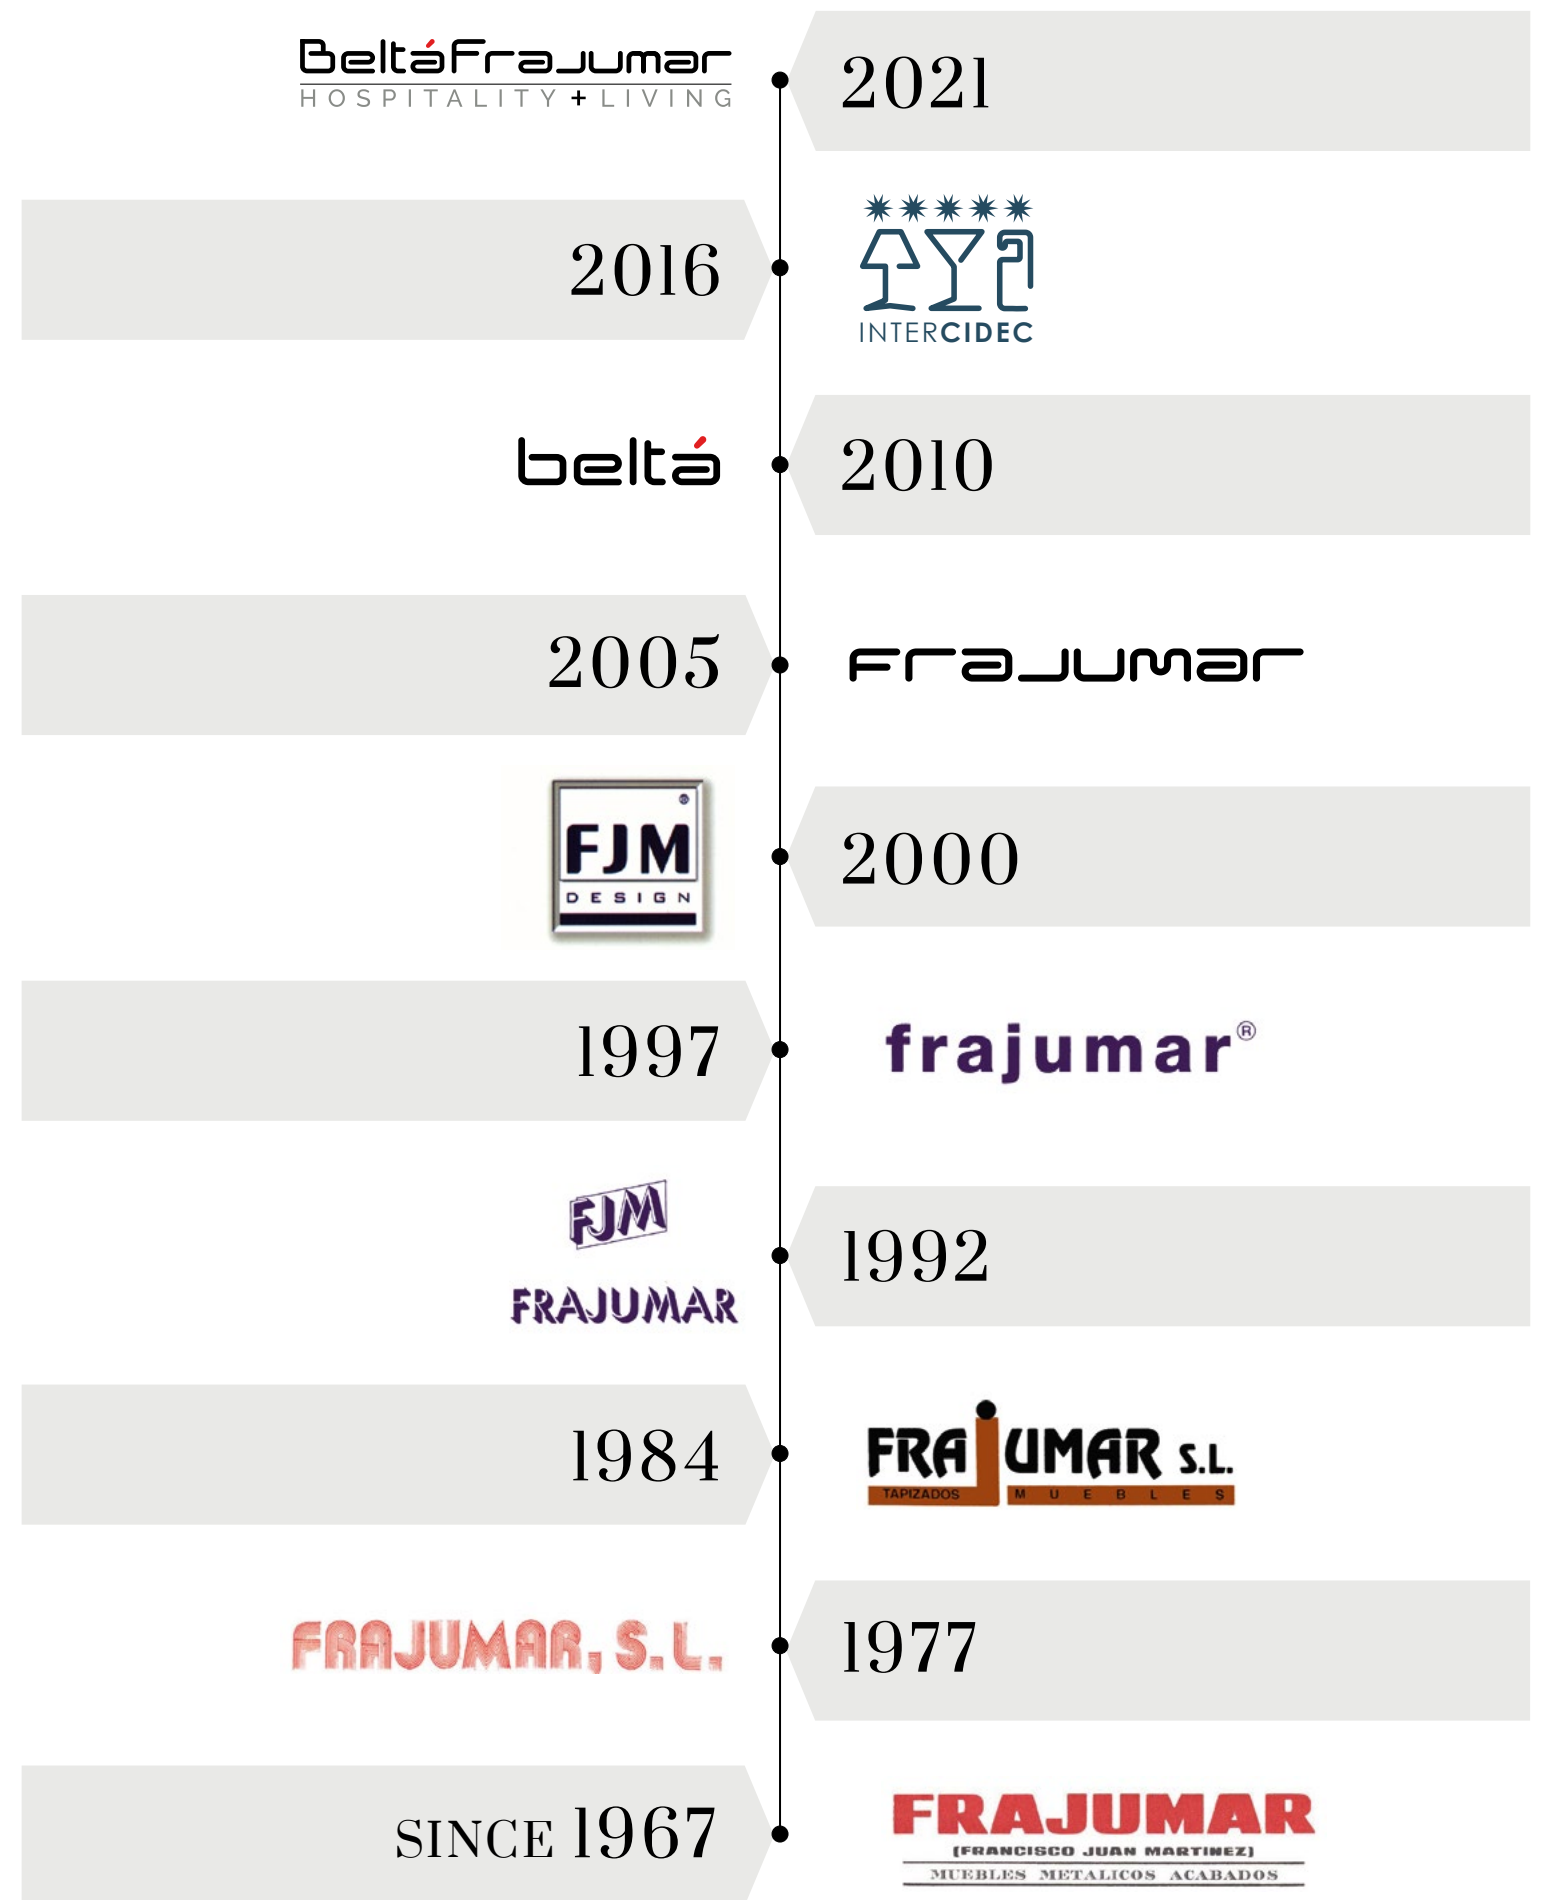 BeltáFrajumar
HOSPITALITY + LIVING
2021
2016
INTERCIDEC
beltá
2010
2005
Frajumar
®
FJM
DESIGN
2000
1997
frajumar®
FJM
FRAJUMAR
1992
1984
FRAJUMAR S.L.
TAPIZADOS MUEBLES
FRAJUMAR, S.L.
1977
SINCE 1967
FRAJUMAR
(FRANCISCO JUAN MARTINEZ)
MUEBLES METALICOS ACABADOS